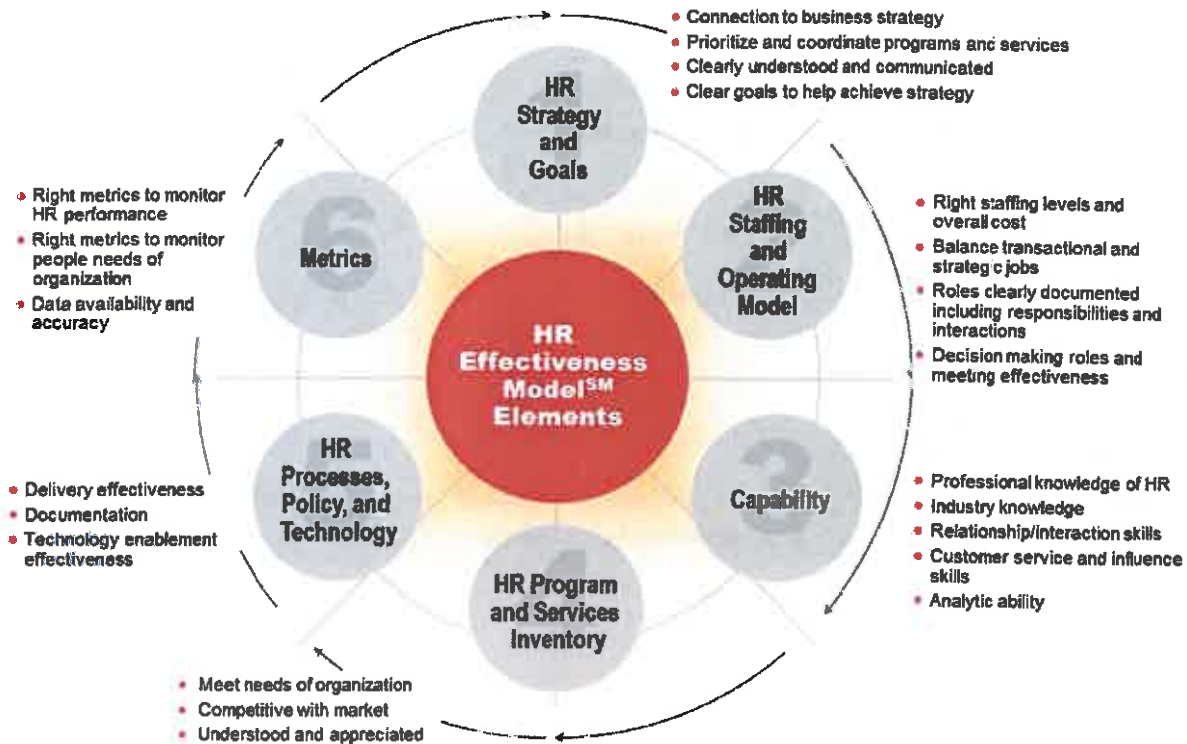 Connection to business strategy
Prioritize and coordinate programs and services
Clearly understood and communicated
Clear goals to help achieve strategy
1
HR
Strategy
and
Goals
HR
Staffing
and
Operating
Model
Right staffing levels and
overall cost
Balance transactional and
strategic jobs
Roles clearly documented
including responsibilities and
interactions
Decision making roles and
meeting effectiveness
3
Capability
Professional knowledge of HR
Industry knowledge
Relationship/interaction skills
Customer service and influence
skills
Analytic ability
4
HR Program
and Services
Inventory
Meet needs of organization
Competitive with market
Understood and appreciated
5
HR
Processes,
Policy, and
Technology
Delivery effectiveness
Documentation
Technology enablement
effectiveness
6
Metrics
Right metrics to monitor
HR performance
Right metrics to monitor
people needs of
organization
Data availability and
accuracy
HR
Effectiveness
Model℠
Elements